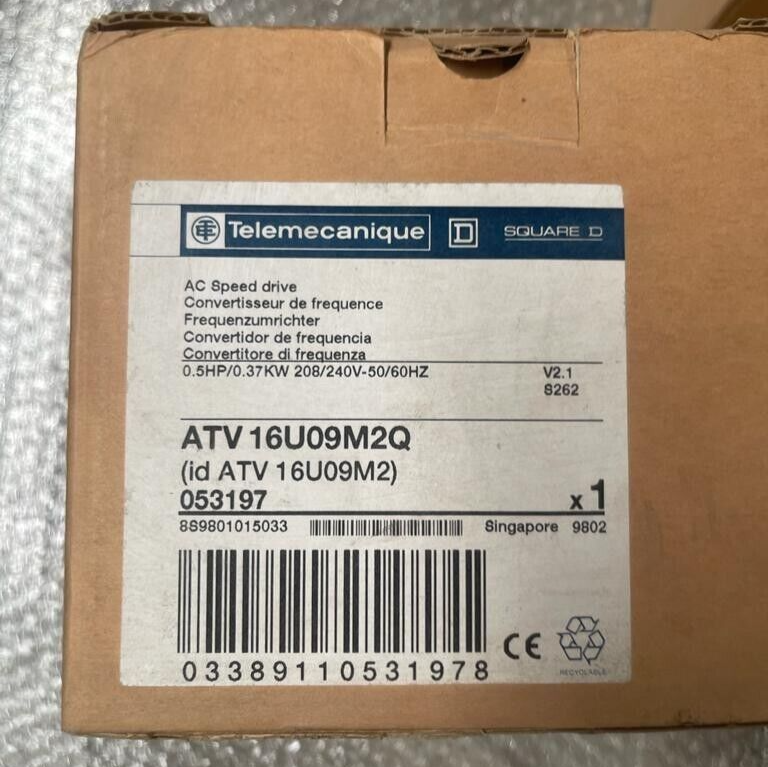 Telemecanique D SQUARE D
AC Speed drive
Convertisseur de frequence
Frequenzumrichter
Convertidor de frequencia
Convertitore di frequenza
0.5HP/0.37KW 208/240V-50/60HZ V2.1
8262
ATV 16U09M2Q
(id ATV 16U09M2)
053197 x 1
8S9801015033 Singapore 9802
03389110531978 CE
RECYCLABLE